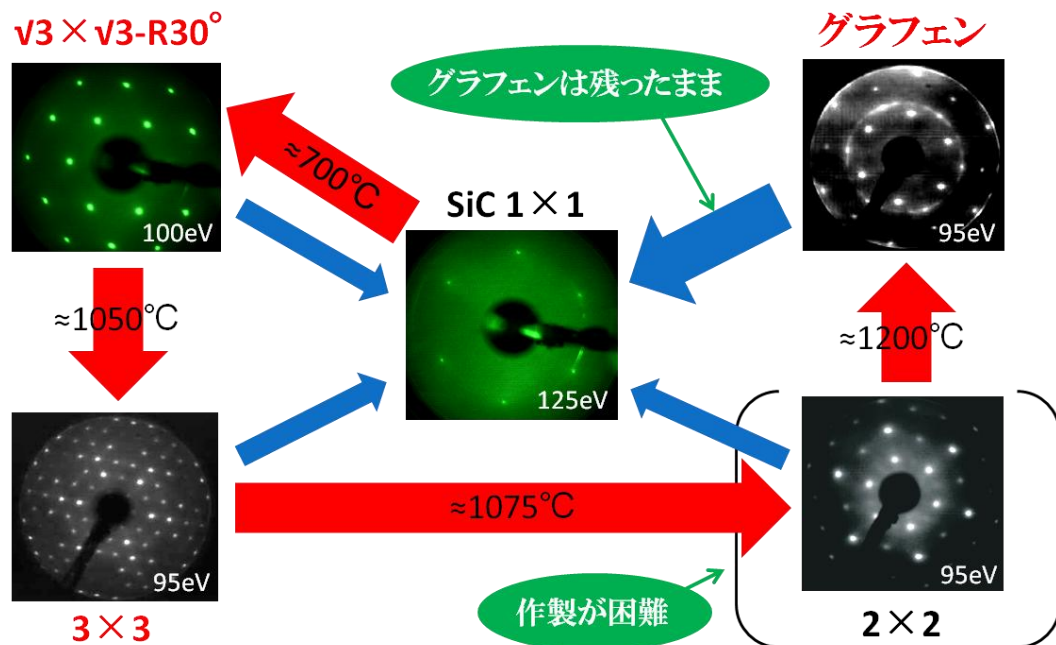 √3×√3-R30°
グラフェン
グラフェンは残ったまま
≈700℃
SiC 1×1
100eV
95eV
≈1050℃
≈1200℃
125eV
≈1075℃
95eV
95eV
作製が困難
3×3
2×2